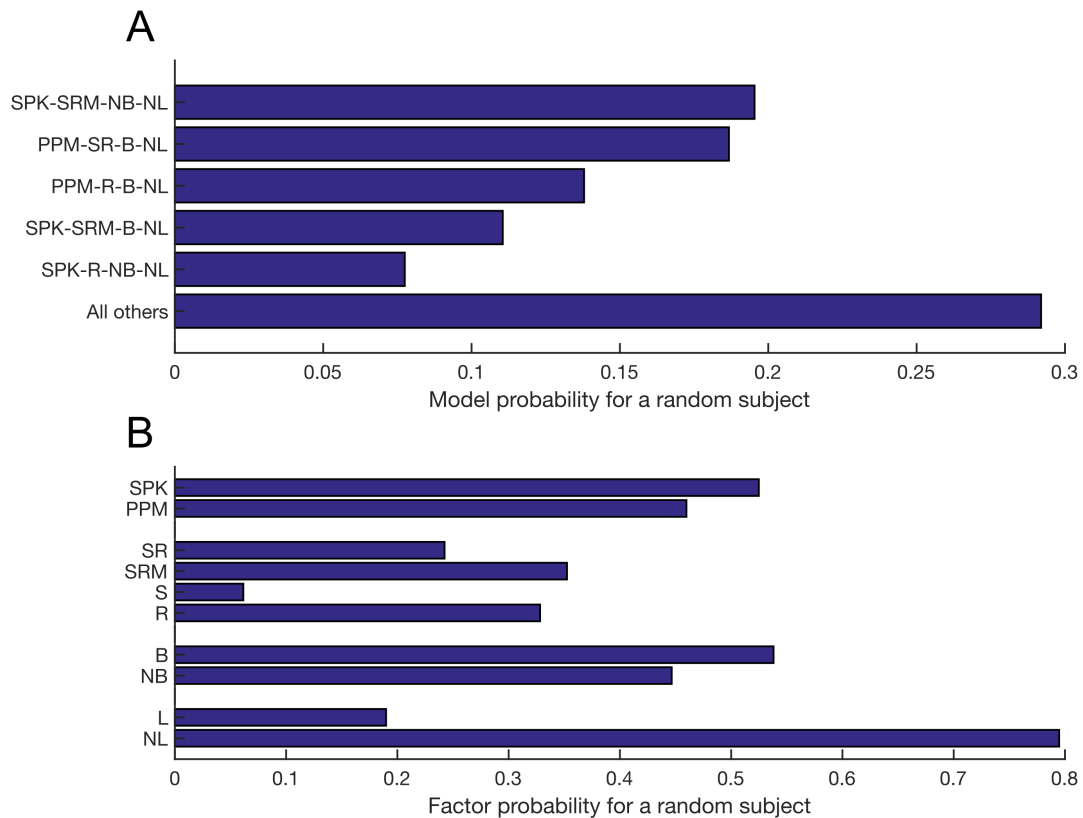 A
SPK-SRM-NB-NL
PPM-SR-B-NL
PPM-R-B-NL
SPK-SRM-B-NL
SPK-R-NB-NL
All others
0 0.05 0.1 0.15 0.2 0.25 0.3
Model probability for a random subject
B
SPK
PPM
SR
SRM
S
R
B
NB
L
NL
0 0.1 0.2 0.3 0.4 0.5 0.6 0.7 0.8
Factor probability for a random subject